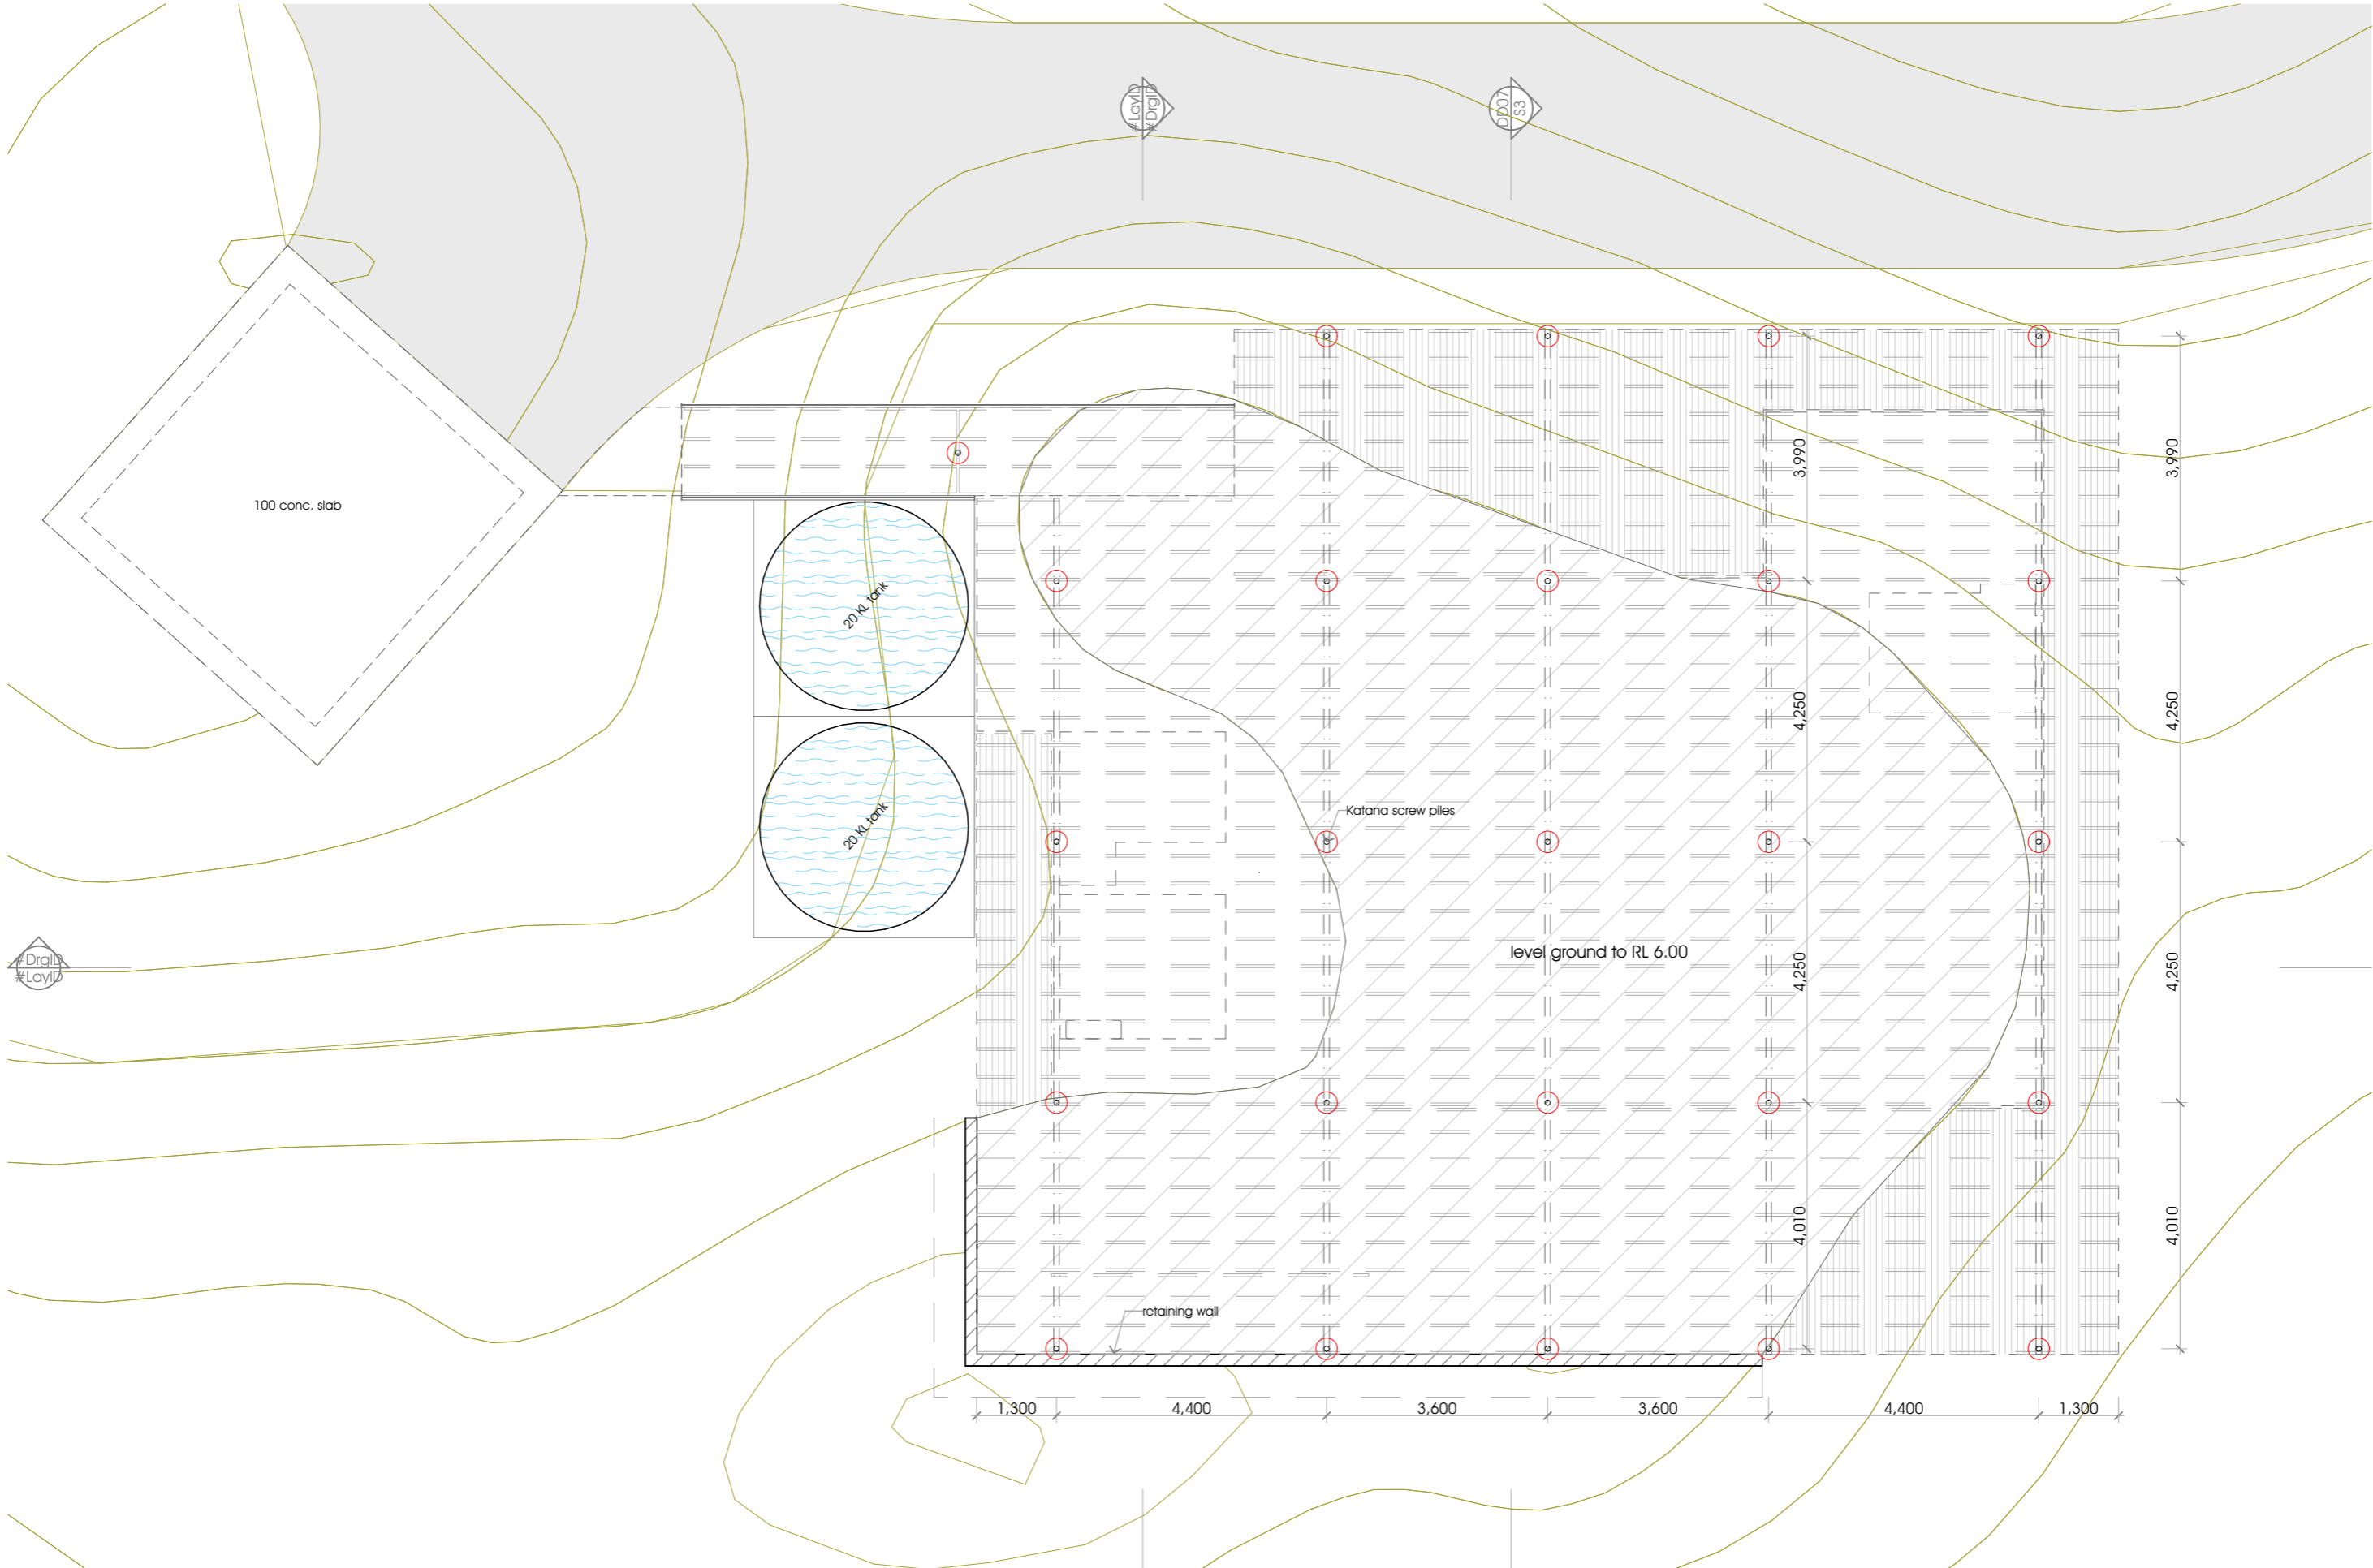 #LayID
#DrgID
DD07
S3
3,990
3,990
100 conc. slab
20 KL tank
4,250
4,250
20 KL tank
Katana screw piles
level ground to RL 6.00
#DrgID
#LayID
4,250
4,250
4,010
4,010
retaining wall
1,300
4,400
3,600
3,600
4,400
1,300